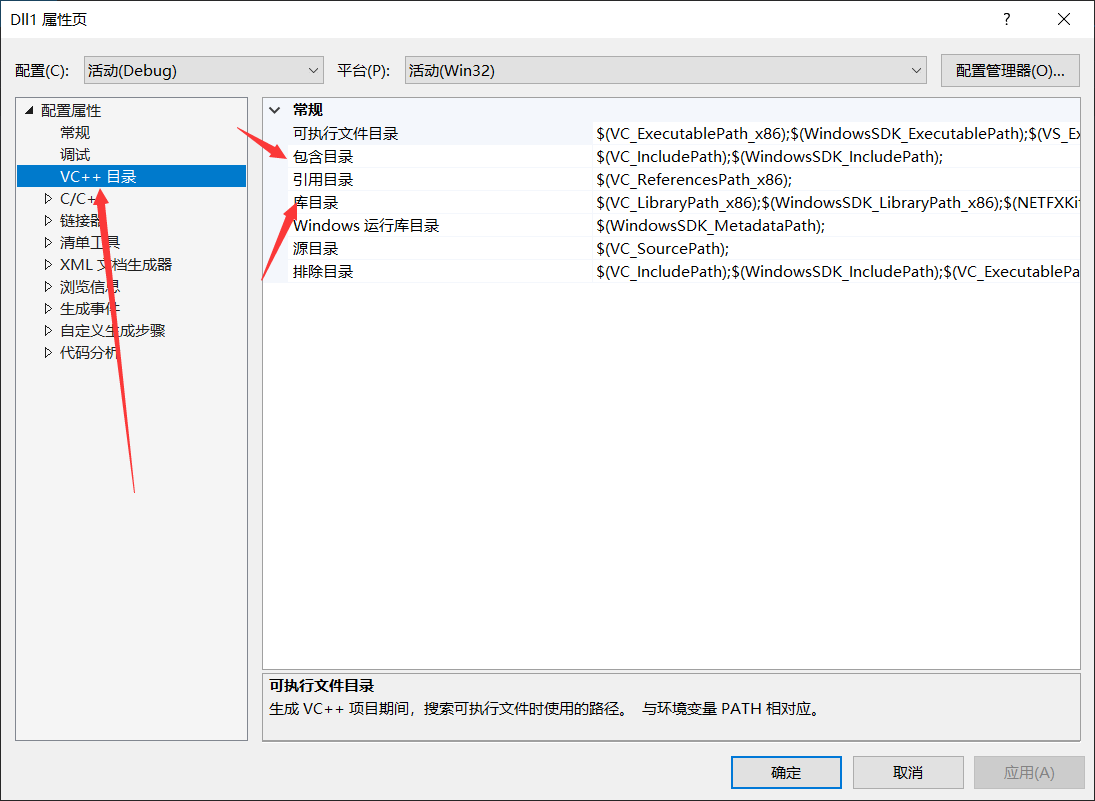 Dll1 属性页
配置(C): 活动(Debug) 平台(P): 活动(Win32) 配置管理器(O)...
配置属性
常规
调试
VC++ 目录
C/C+
链接器
清单工具
XML 文档生成器
浏览信息
生成事件
自定义生成步骤
代码分析
常规
可执行文件目录 $(VC_ExecutablePath_x86);$(WindowsSDK_ExecutablePath);$(VS_Ex
包含目录 $(VC_IncludePath);$(WindowsSDK_IncludePath);
引用目录 $(VC_ReferencesPath_x86);
库目录 $(VC_LibraryPath_x86);$(WindowsSDK_LibraryPath_x86);$(NETFXKit
Windows 运行库目录 $(WindowsSDK_MetadataPath);
源目录 $(VC_SourcePath);
排除目录 $(VC_IncludePath);$(WindowsSDK_IncludePath);$(VC_ExecutablePa
可执行文件目录
生成 VC++ 项目期间，搜索可执行文件时使用的路径。 与环境变量 PATH 相对应。
确定 取消 应用(A)